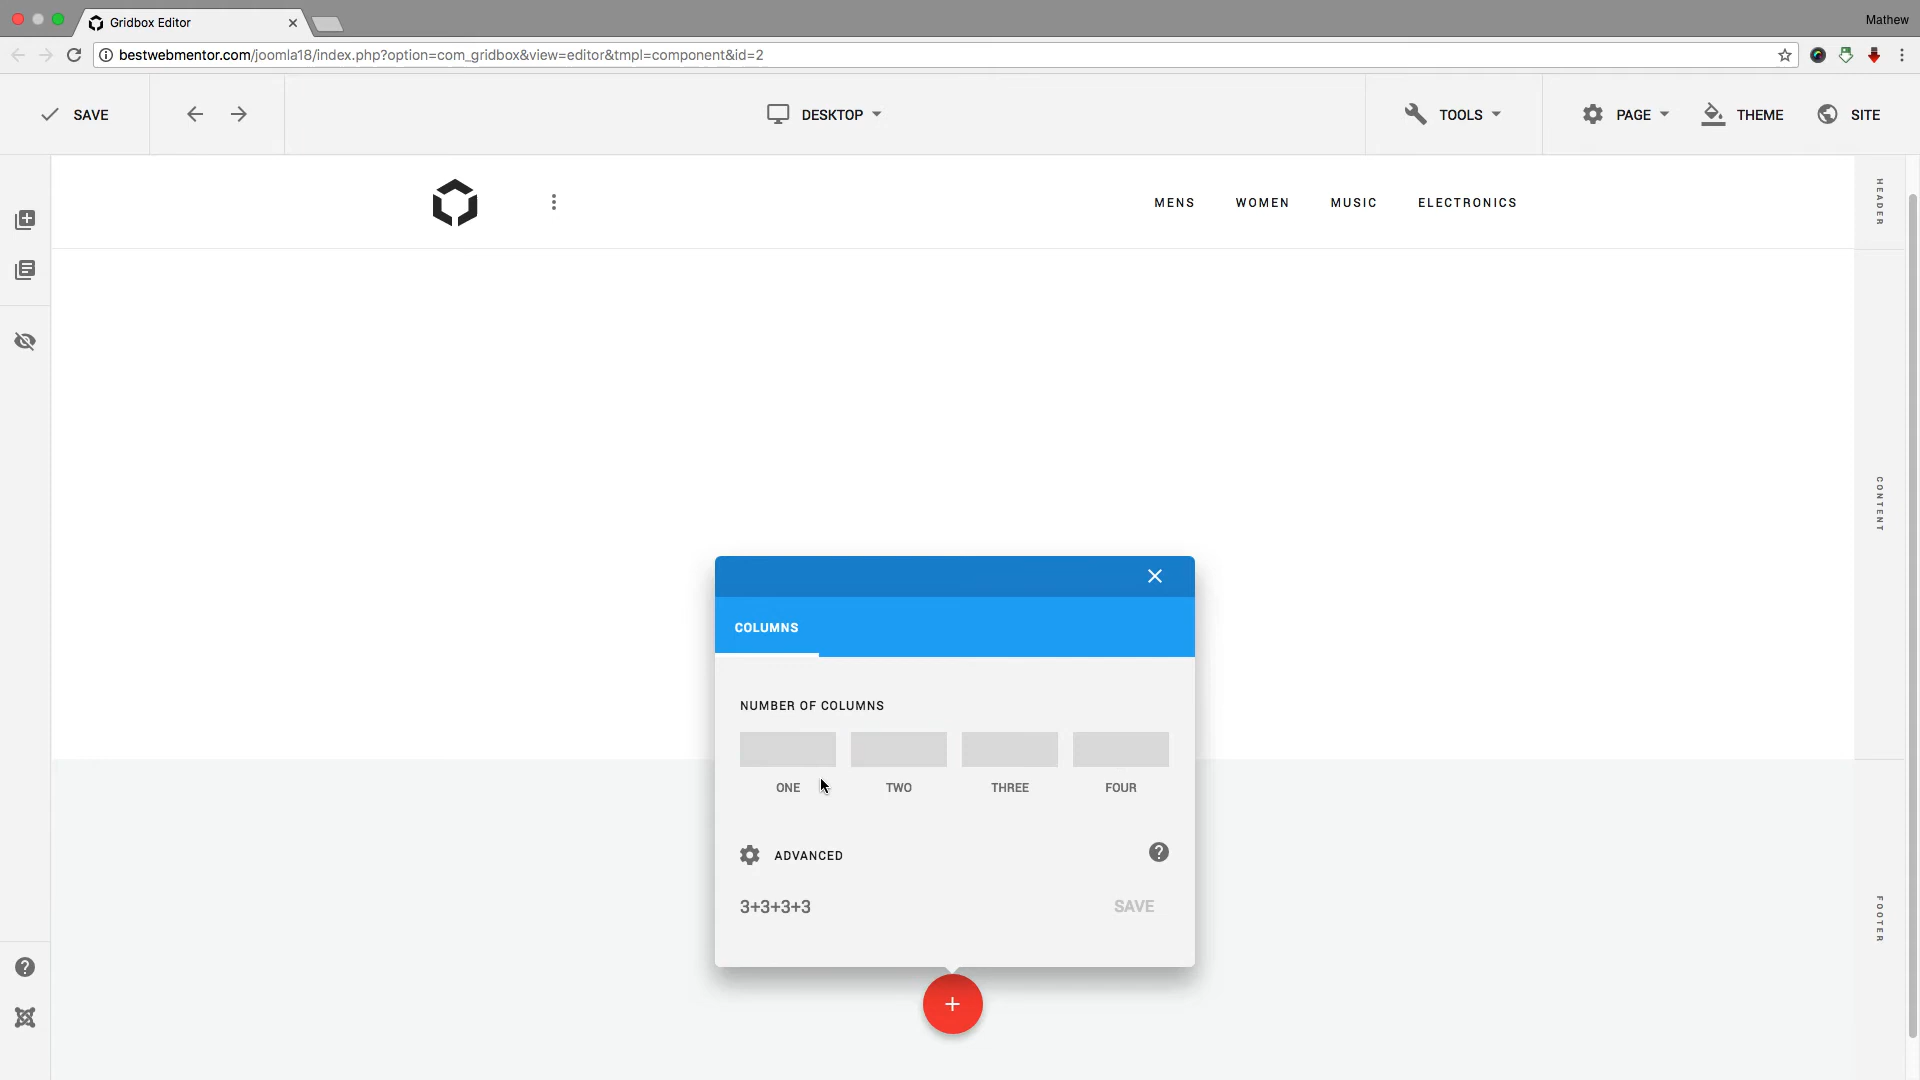 Gridbox Editor
Mathew
bestwebmentor.com/joomla18/index.php?option=com_gridbox&view=editor&tmpl=component&id=2
SAVE
DESKTOP
TOOLS
PAGE
THEME
SITE
MENS
WOMEN
MUSIC
ELECTRONICS
HEADER
CONTENT
COLUMNS
NUMBER OF COLUMNS
ONE
TWO
THREE
FOUR
ADVANCED
3+3+3+3
SAVE
FOOTER